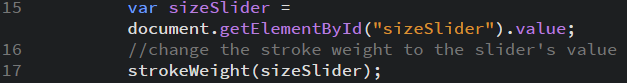 15 var sizeSlider =
document.getElementById("sizeSlider").value;
16 //change the stroke weight to the slider's value
17 strokeWeight(sizeSlider);